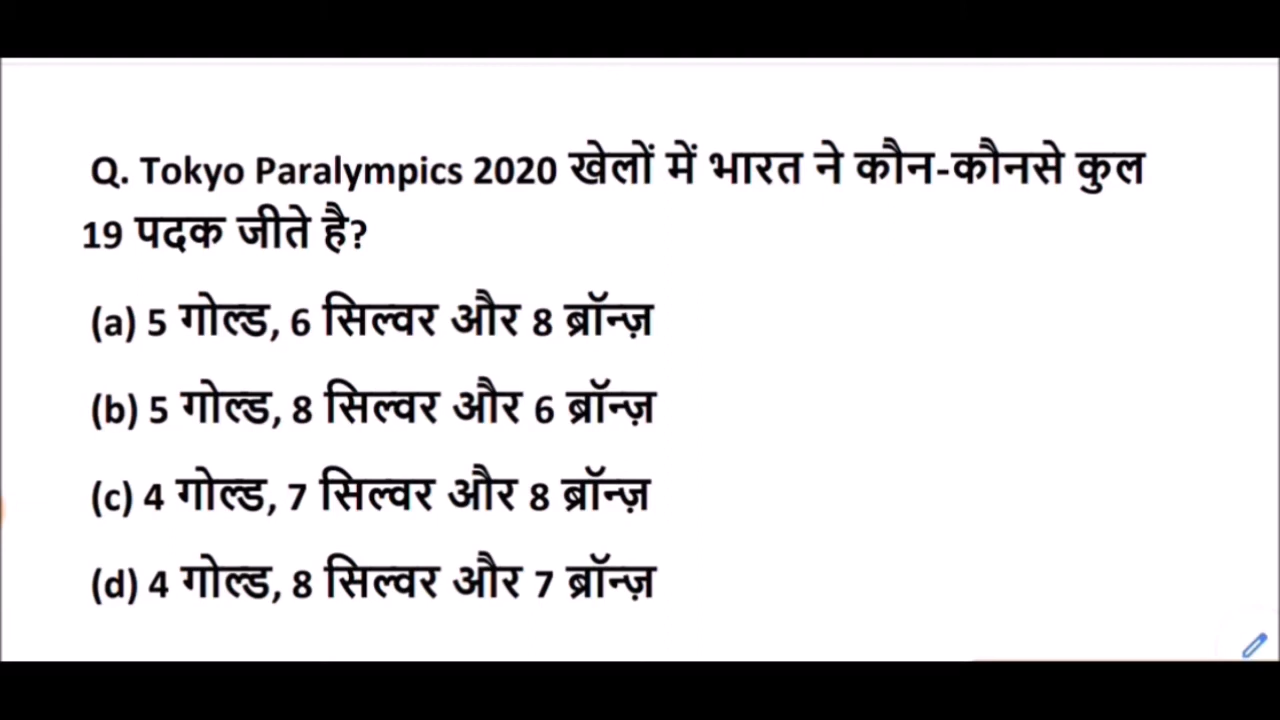 Q. Tokyo Paralympics 2020 खेलों में भारत ने कौन-कौनसे कुल
19 पदक जीते है?
(a) 5 गोल्ड, 6 सिल्वर और 8 ब्रॉन्ज़
(b) 5 गोल्ड, 8 सिल्वर और 6 ब्रॉन्ज़
(c) 4 गोल्ड, 7 सिल्वर और 8 ब्रॉन्ज़
(d) 4 गोल्ड, 8 सिल्वर और 7 ब्रॉन्ज़